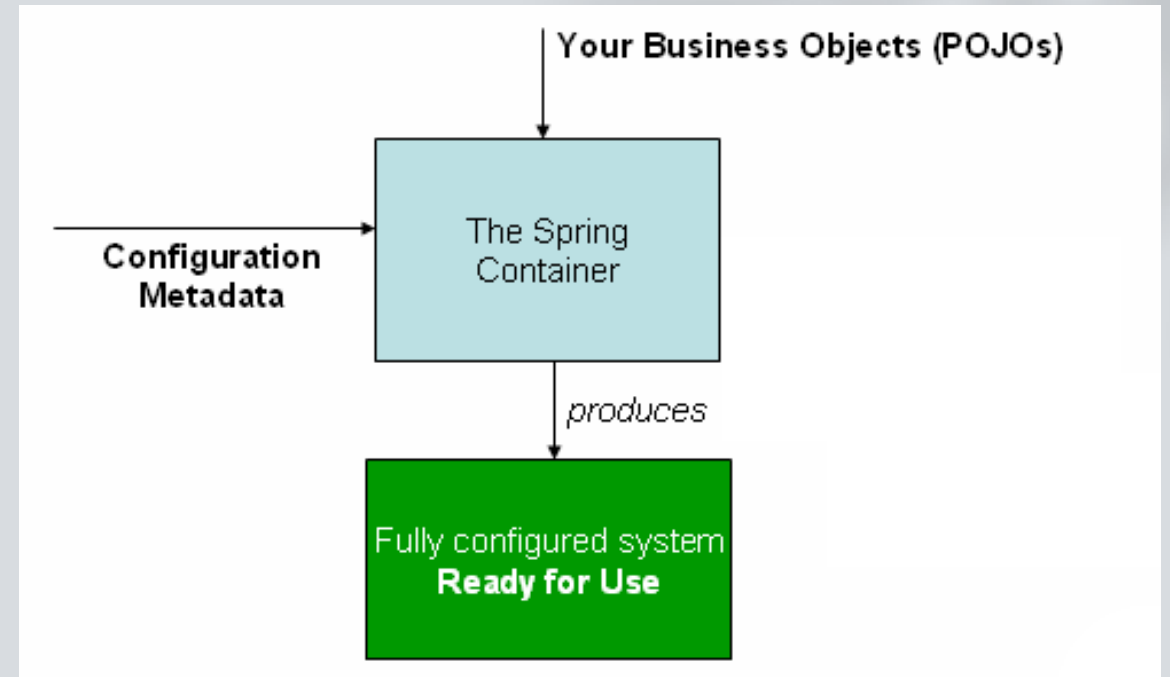 Your Business Objects (POJOs)
The Spring
Container
Configuration
Metadata
produces
Fully configured system
Ready for Use